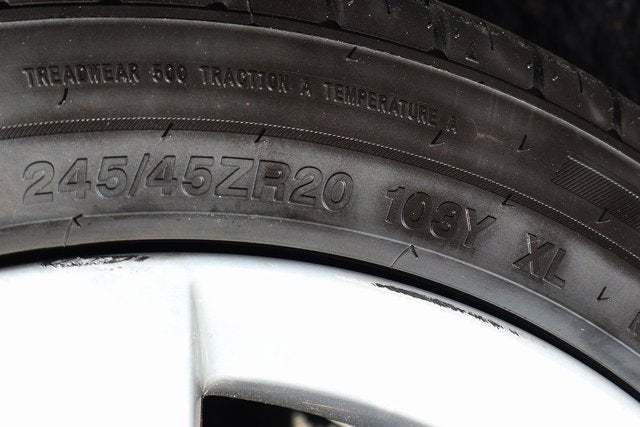 TREADWEAR 500 TRACTION A TEMPERATURE A
245/45ZR20 103Y XL